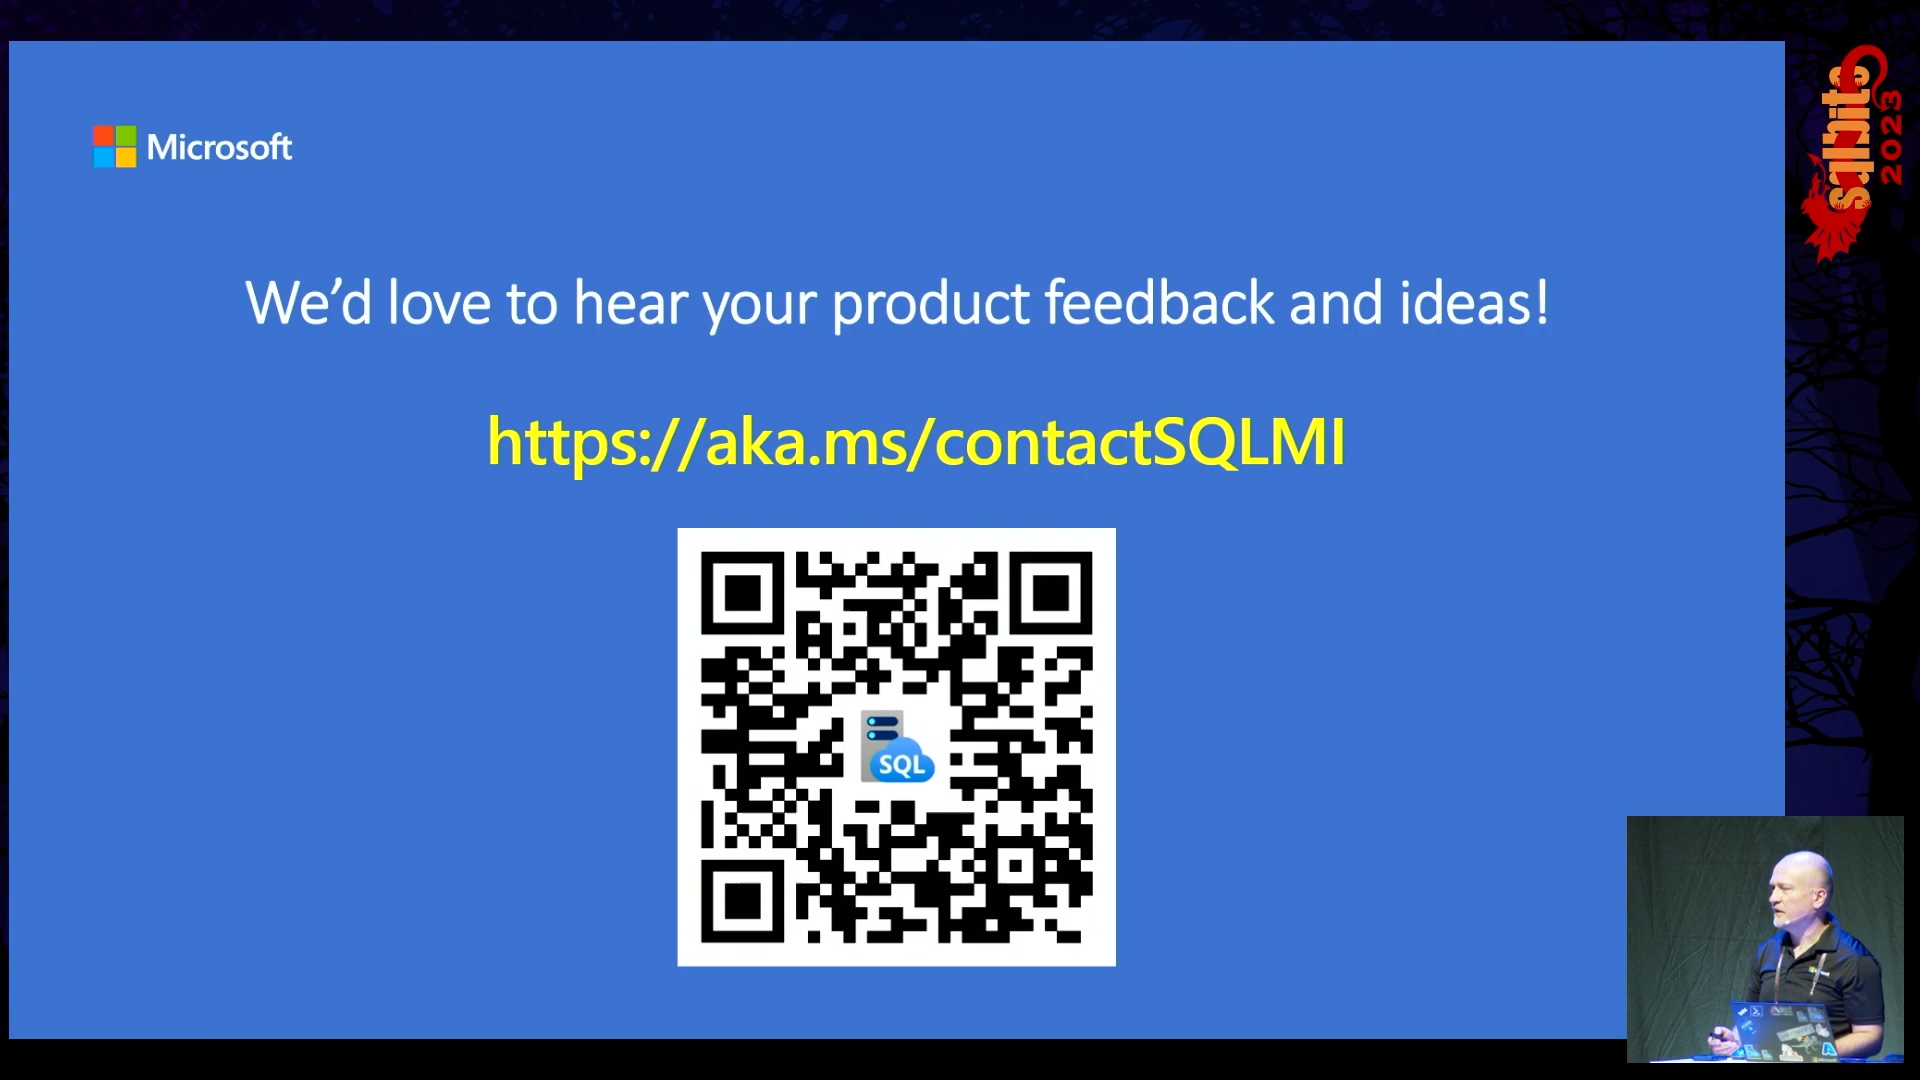 Microsoft
We'd love to hear your product feedback and ideas!
https://aka.ms/contactSQLMI
SQL
sqlbits
2023